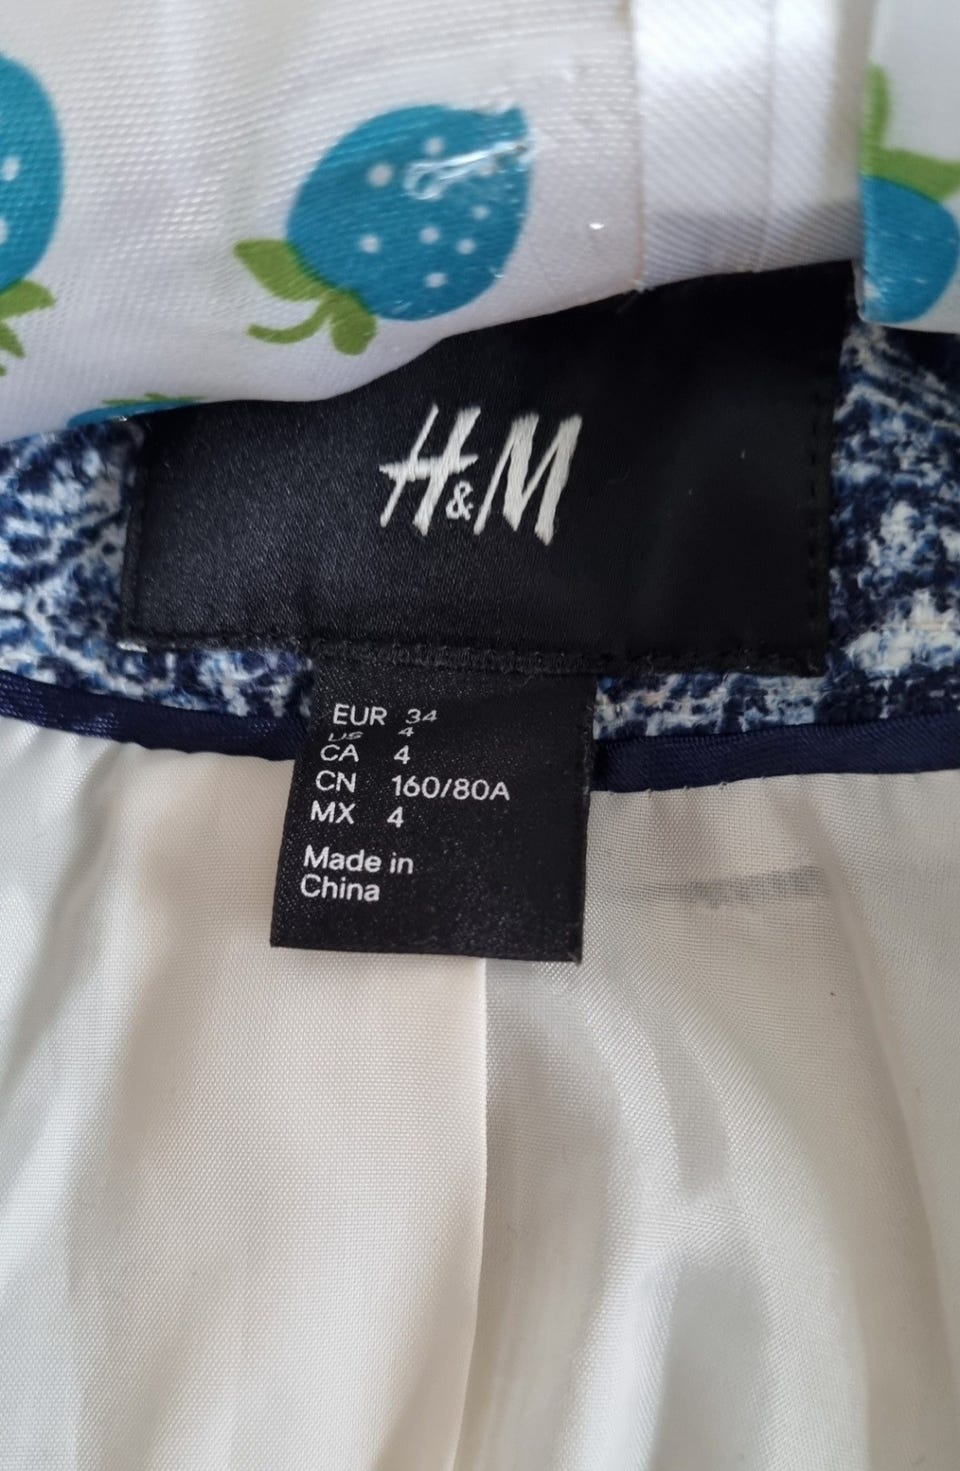 H&M
EUR 34
US 4
CA 4
CN 160/80A
MX 4
Made in
China